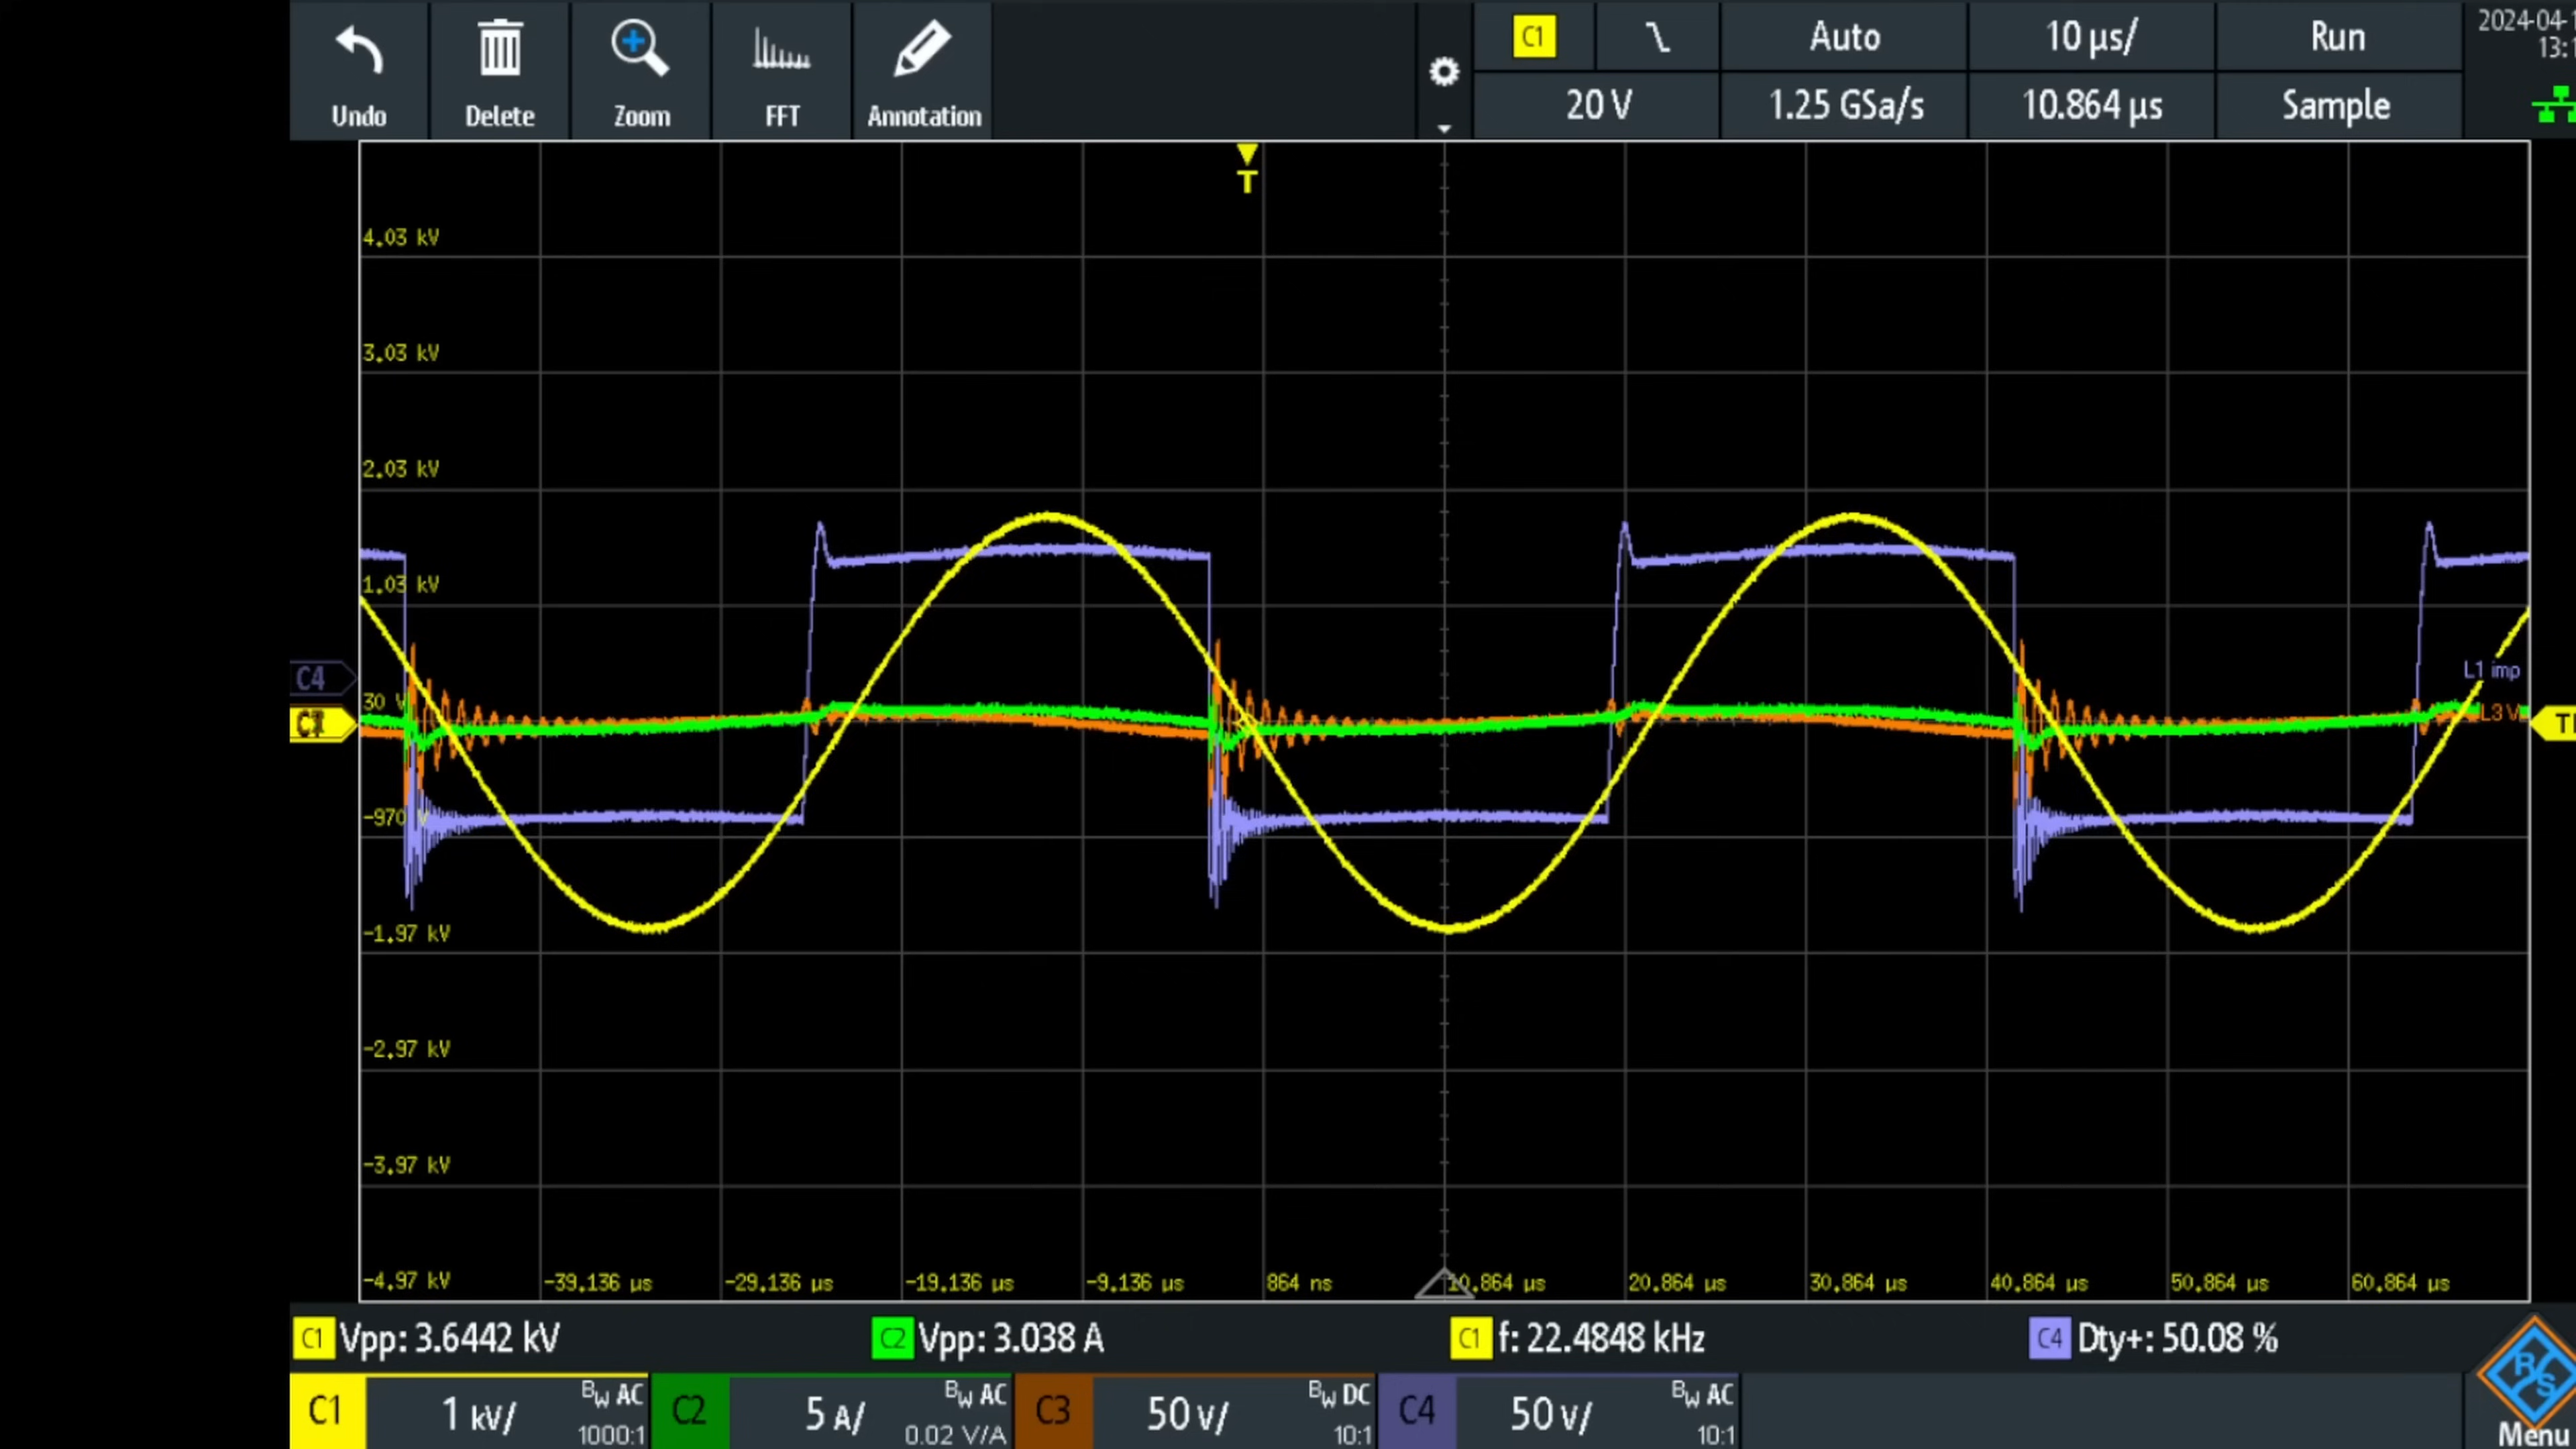 Undo Delete Zoom FFT Annotation
C1 Auto 10 µs/ Run
20 V 1.25 GSa/s 10.864 µs Sample
2024-04-
13:
T
4.03 kV
3.03 kV
2.03 kV
1.03 kV
C4
L1 imp
30 V
L3 V
-970 V
-1.97 kV
-2.97 kV
-3.97 kV
-4.97 kV -39.136 µs -29.136 µs -19.136 µs -9.136 µs 864 ns 10.864 µs 20.864 µs 30.864 µs 40.864 µs 50.864 µs 60.864 µs
C1 Vpp: 3.6442 kV C2 Vpp: 3.038 A C1 f: 22.4848 kHz C4 Dty+: 50.08 %
C1 1 kV/ BW AC 1000:1 C2 5 A/ BW AC 0.02 V/A C3 50 V/ BW DC 10:1 C4 50 V/ BW AC 10:1
R S
Menu